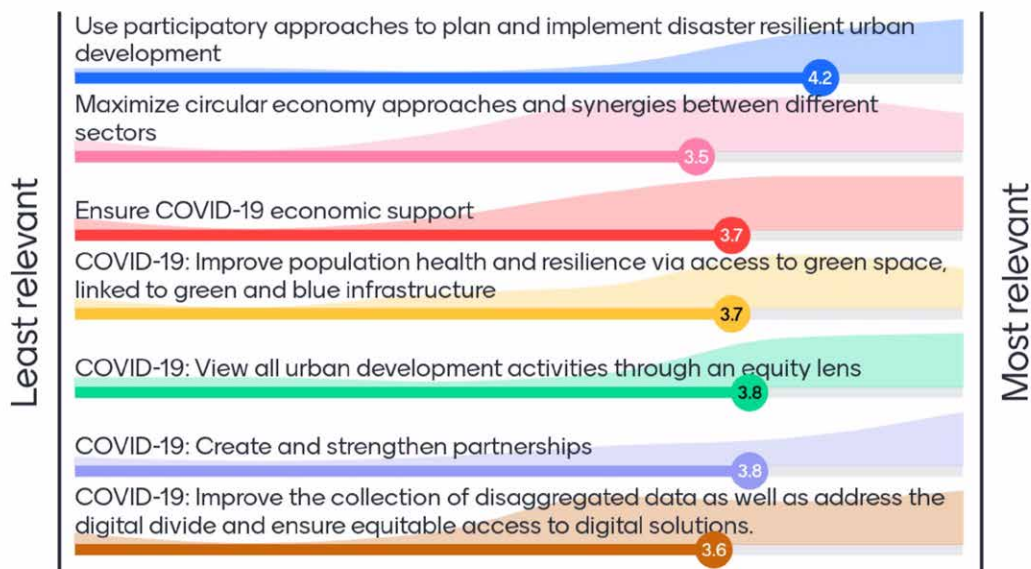 Use participatory approaches to plan and implement disaster resilient urban
development
4.2
Maximize circular economy approaches and synergies between different
sectors
3.5
Ensure COVID-19 economic support
3.7
COVID-19: Improve population health and resilience via access to green space,
linked to green and blue infrastructure
3.7
COVID-19: View all urban development activities through an equity lens
3.8
COVID-19: Create and strengthen partnerships
3.8
COVID-19: Improve the collection of disaggregated data as well as address the
digital divide and ensure equitable access to digital solutions.
3.6
Least relevant
Most relevant